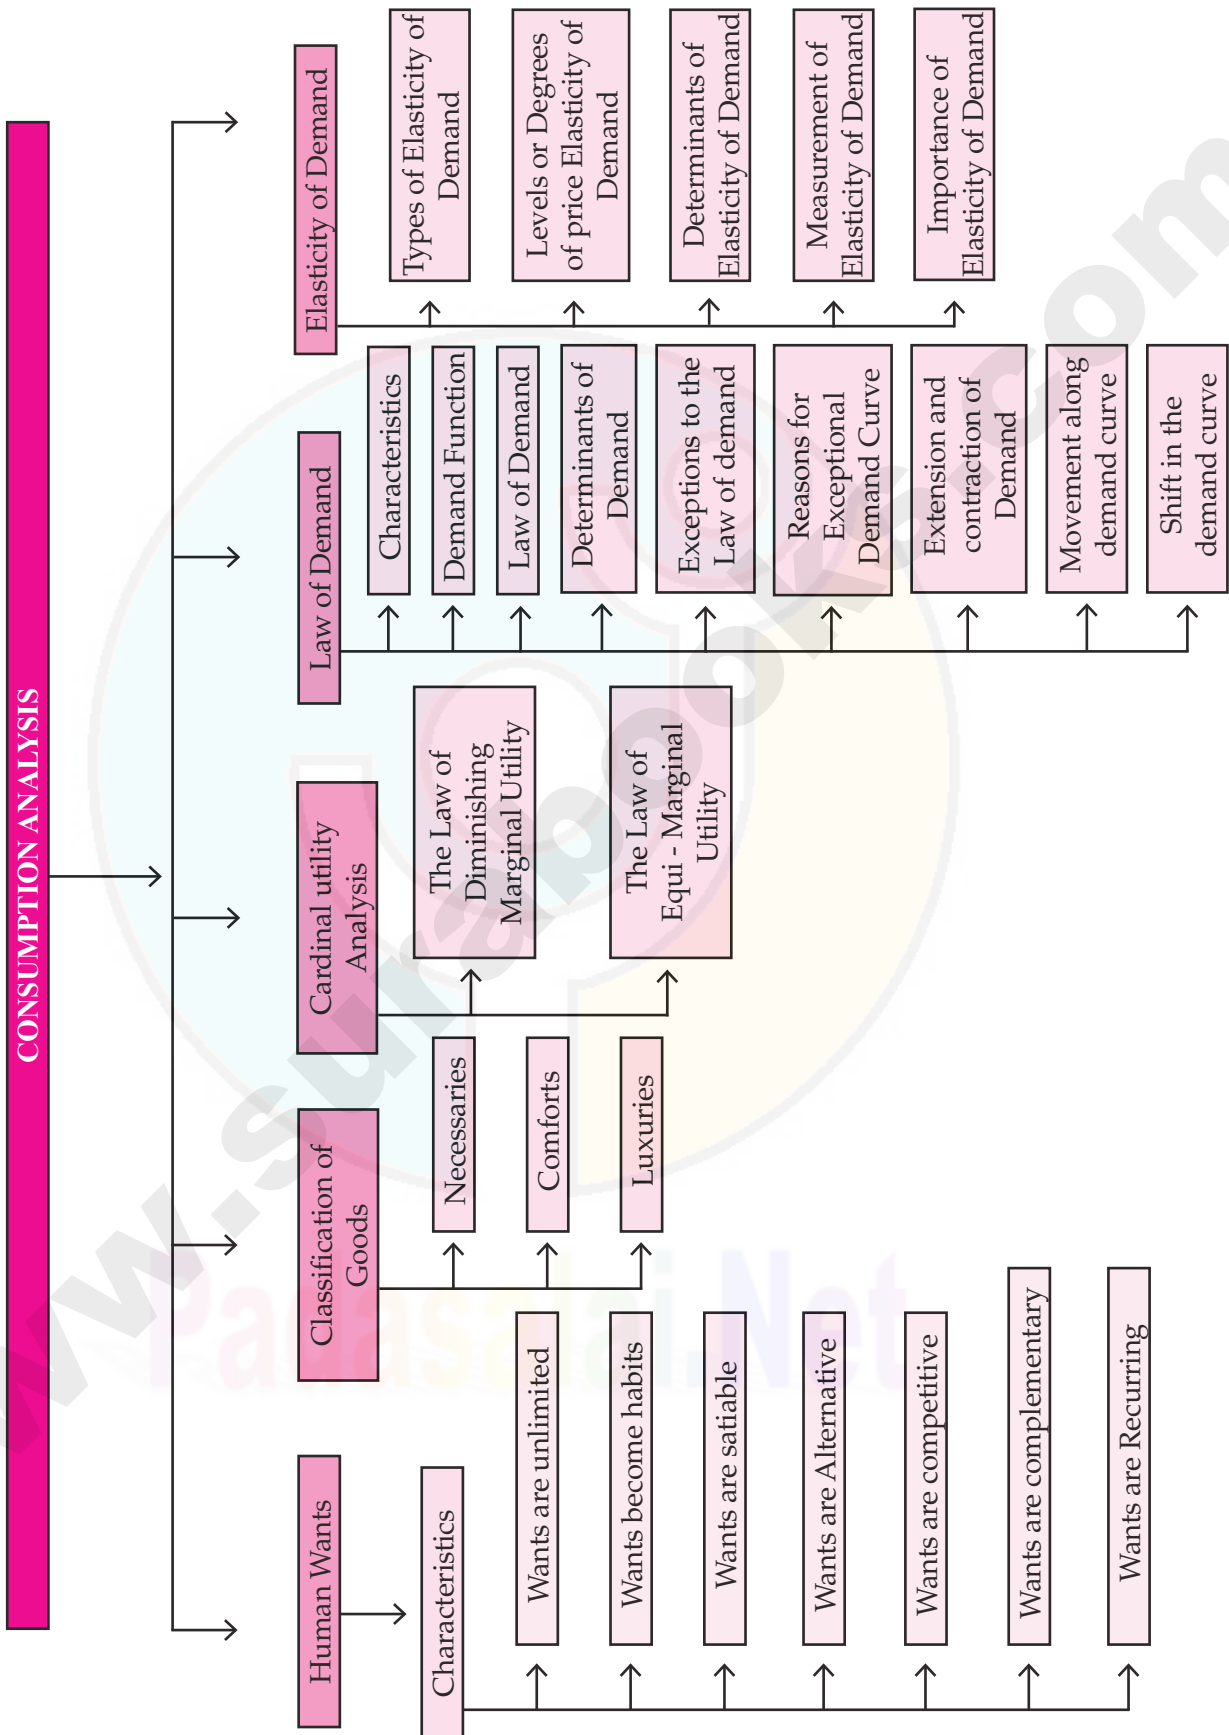 CONSUMPTION ANALYSIS
Human Wants
Characteristics
Wants are unlimited
Wants become habits
Wants are satiable
Wants are Alternative
Wants are competitive
Wants are complementary
Wants are Recurring
Classification of
Goods
Necessaries
Comforts
Luxuries
Cardinal utility
Analysis
The Law of
Diminishing
Marginal Utility
The Law of
Equi - Marginal
Utility
Law of Demand
Characteristics
Demand Function
Law of Demand
Determinants of
Demand
Exceptions to the
Law of demand
Reasons for
Exceptional
Demand Curve
Extension and
contraction of
Demand
Movement along
demand curve
Shift in the
demand curve
Elasticity of Demand
Types of Elasticity of
Demand
Levels or Degrees
of price Elasticity of
Demand
Determinants of
Elasticity of Demand
Measurement of
Elasticity of Demand
Importance of
Elasticity of Demand
www.surabooks.com
Padasalai.Net